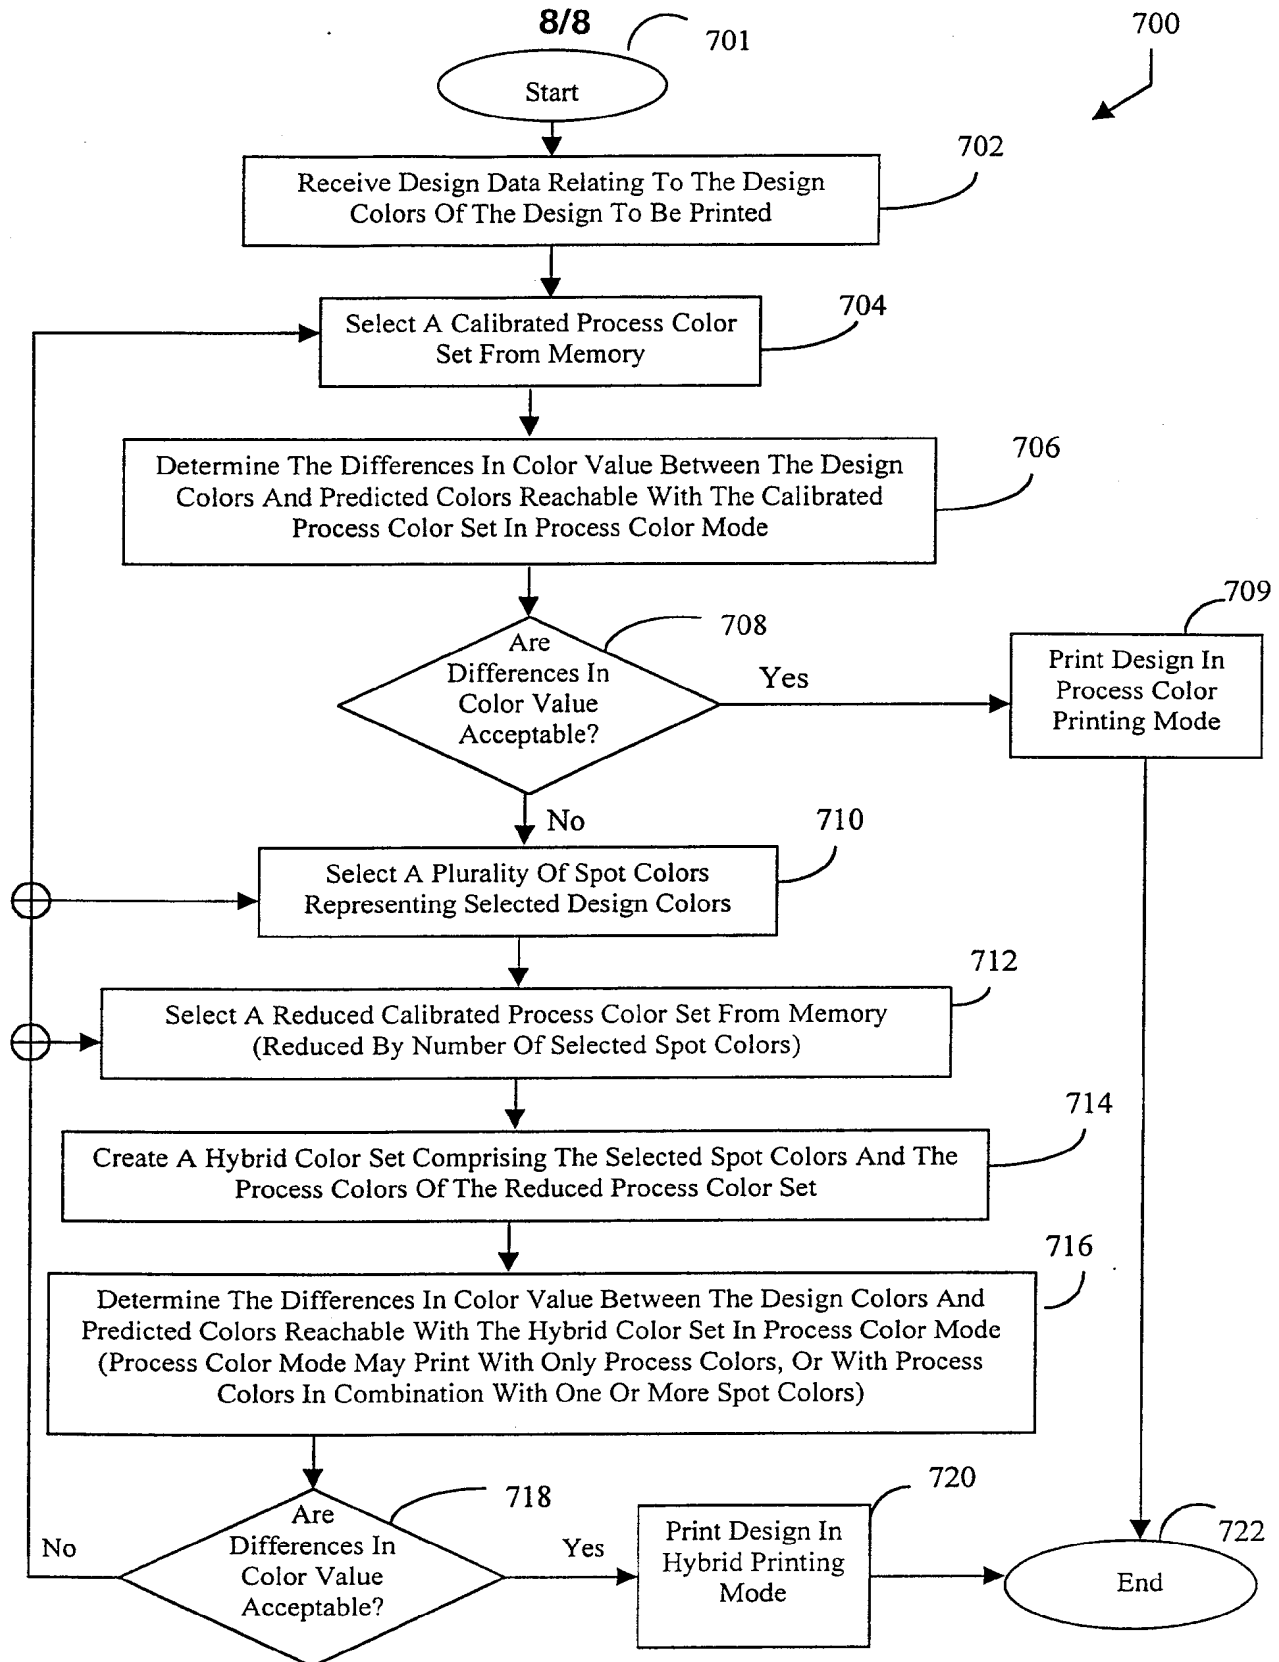 8/8
701
700
Start
702
Receive Design Data Relating To The Design
Colors Of The Design To Be Printed
704
Select A Calibrated Process Color
Set From Memory
706
Determine The Differences In Color Value Between The Design
Colors And Predicted Colors Reachable With The Calibrated
Process Color Set In Process Color Mode
708
Are
Differences In
Color Value
Acceptable?
Yes
709
Print Design In
Process Color
Printing Mode
No
710
Select A Plurality Of Spot Colors
Representing Selected Design Colors
712
Select A Reduced Calibrated Process Color Set From Memory
(Reduced By Number Of Selected Spot Colors)
714
Create A Hybrid Color Set Comprising The Selected Spot Colors And The
Process Colors Of The Reduced Process Color Set
716
Determine The Differences In Color Value Between The Design Colors And
Predicted Colors Reachable With The Hybrid Color Set In Process Color Mode
(Process Color Mode May Print With Only Process Colors, Or With Process
Colors In Combination With One Or More Spot Colors)
718
Are
Differences In
Color Value
Acceptable?
No
Yes
720
Print Design In
Hybrid Printing
Mode
722
End